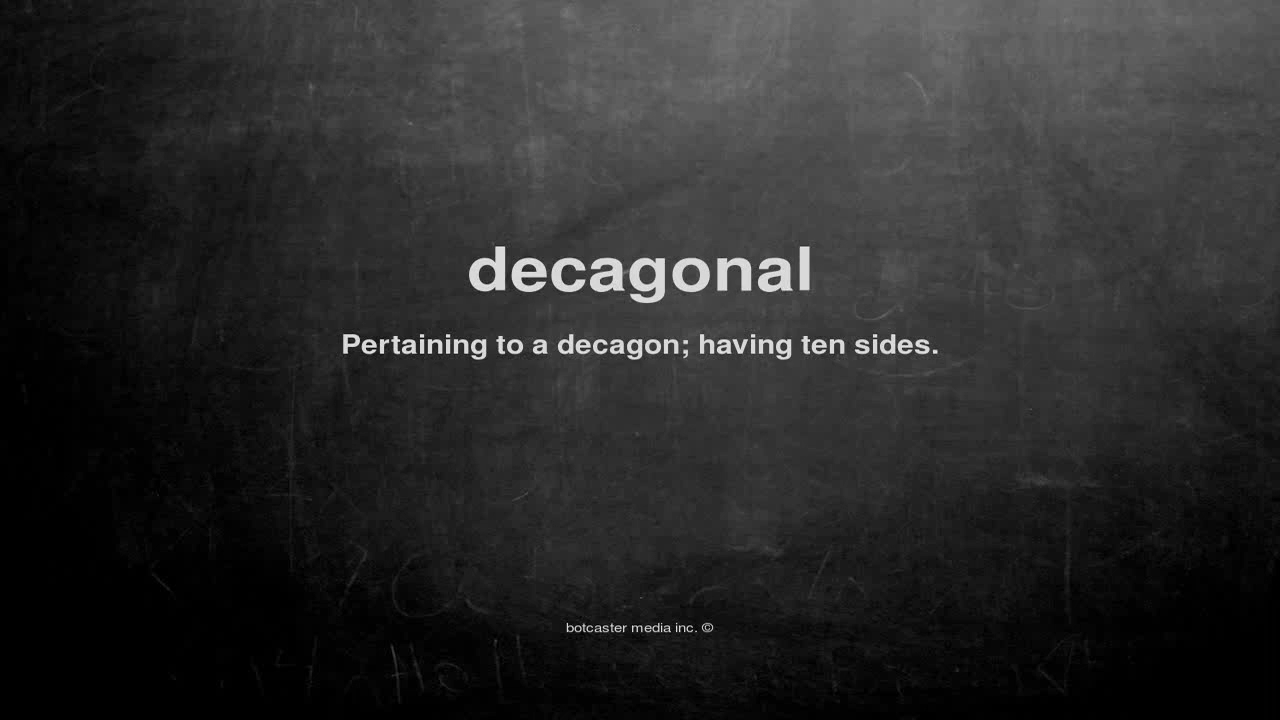 decagonal
Pertaining to a decagon; having ten sides.
botcaster media inc. ©